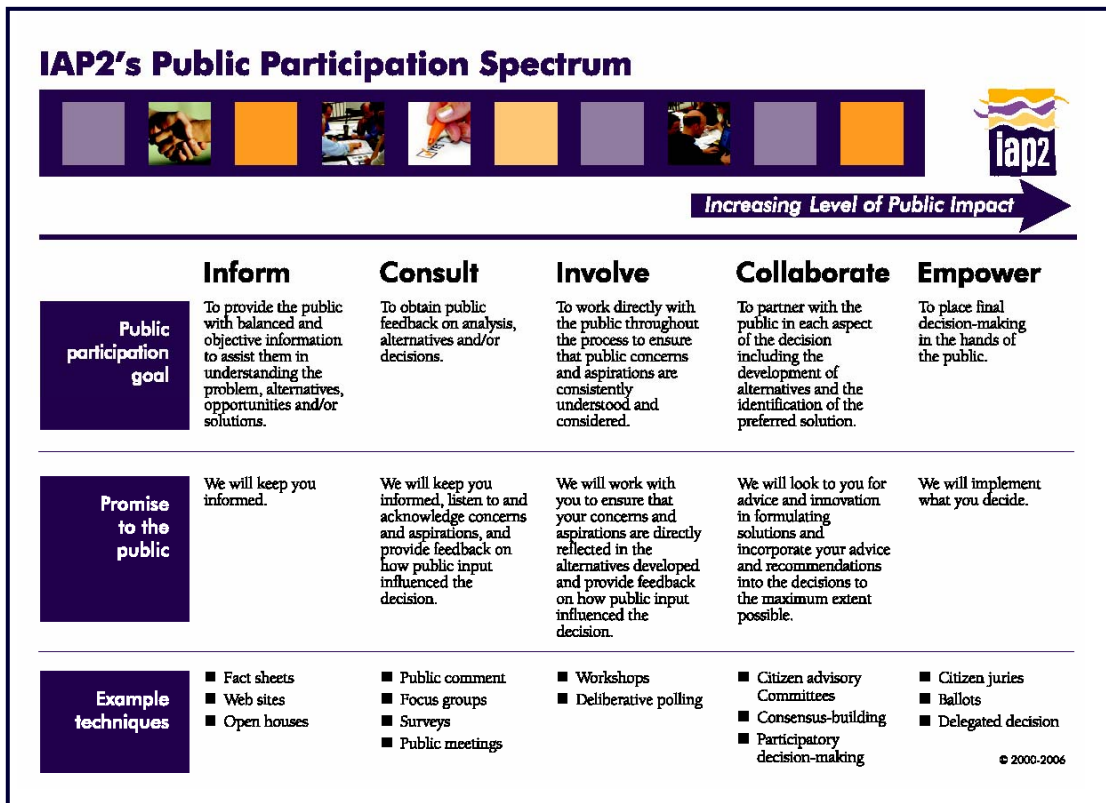 IAP2's Public Participation Spectrum
iap2
Increasing Level of Public Impact
Inform
Consult
Involve
Collaborate
Empower
Public
participation
goal
To provide the public
with balanced and
objective information
to assist them in
understanding the
problem, alternatives,
opportunities and/or
solutions.
To obtain public
feedback on analysis,
alternatives and/or
decisions.
To work directly with
the public throughout
the process to ensure
that public concerns
and aspirations are
consistently
understood and
considered.
To partner with the
public in each aspect
of the decision
including the
development of
alternatives and the
identification of the
preferred solution.
To place final
decision-making
in the hands of
the public.
Promise
to the
public
We will keep you
informed.
We will keep you
informed, listen to and
acknowledge concerns
and aspirations, and
provide feedback on
how public input
influenced the
decision.
We will work with
you to ensure that
your concerns and
aspirations are directly
reflected in the
alternatives developed
and provide feedback
on how public input
influenced the
decision.
We will look to you for
advice and innovation
in formulating
solutions and
incorporate your advice
and recommendations
into the decisions to
the maximum extent
possible.
We will implement
what you decide.
Example
techniques
■ Fact sheets
■ Web sites
■ Open houses
■ Public comment
■ Focus groups
■ Surveys
■ Public meetings
■ Workshops
■ Deliberative polling
■ Citizen advisory
Committees
■ Consensus-building
■ Participatory
decision-making
■ Citizen juries
■ Ballots
■ Delegated decision
© 2000-2006